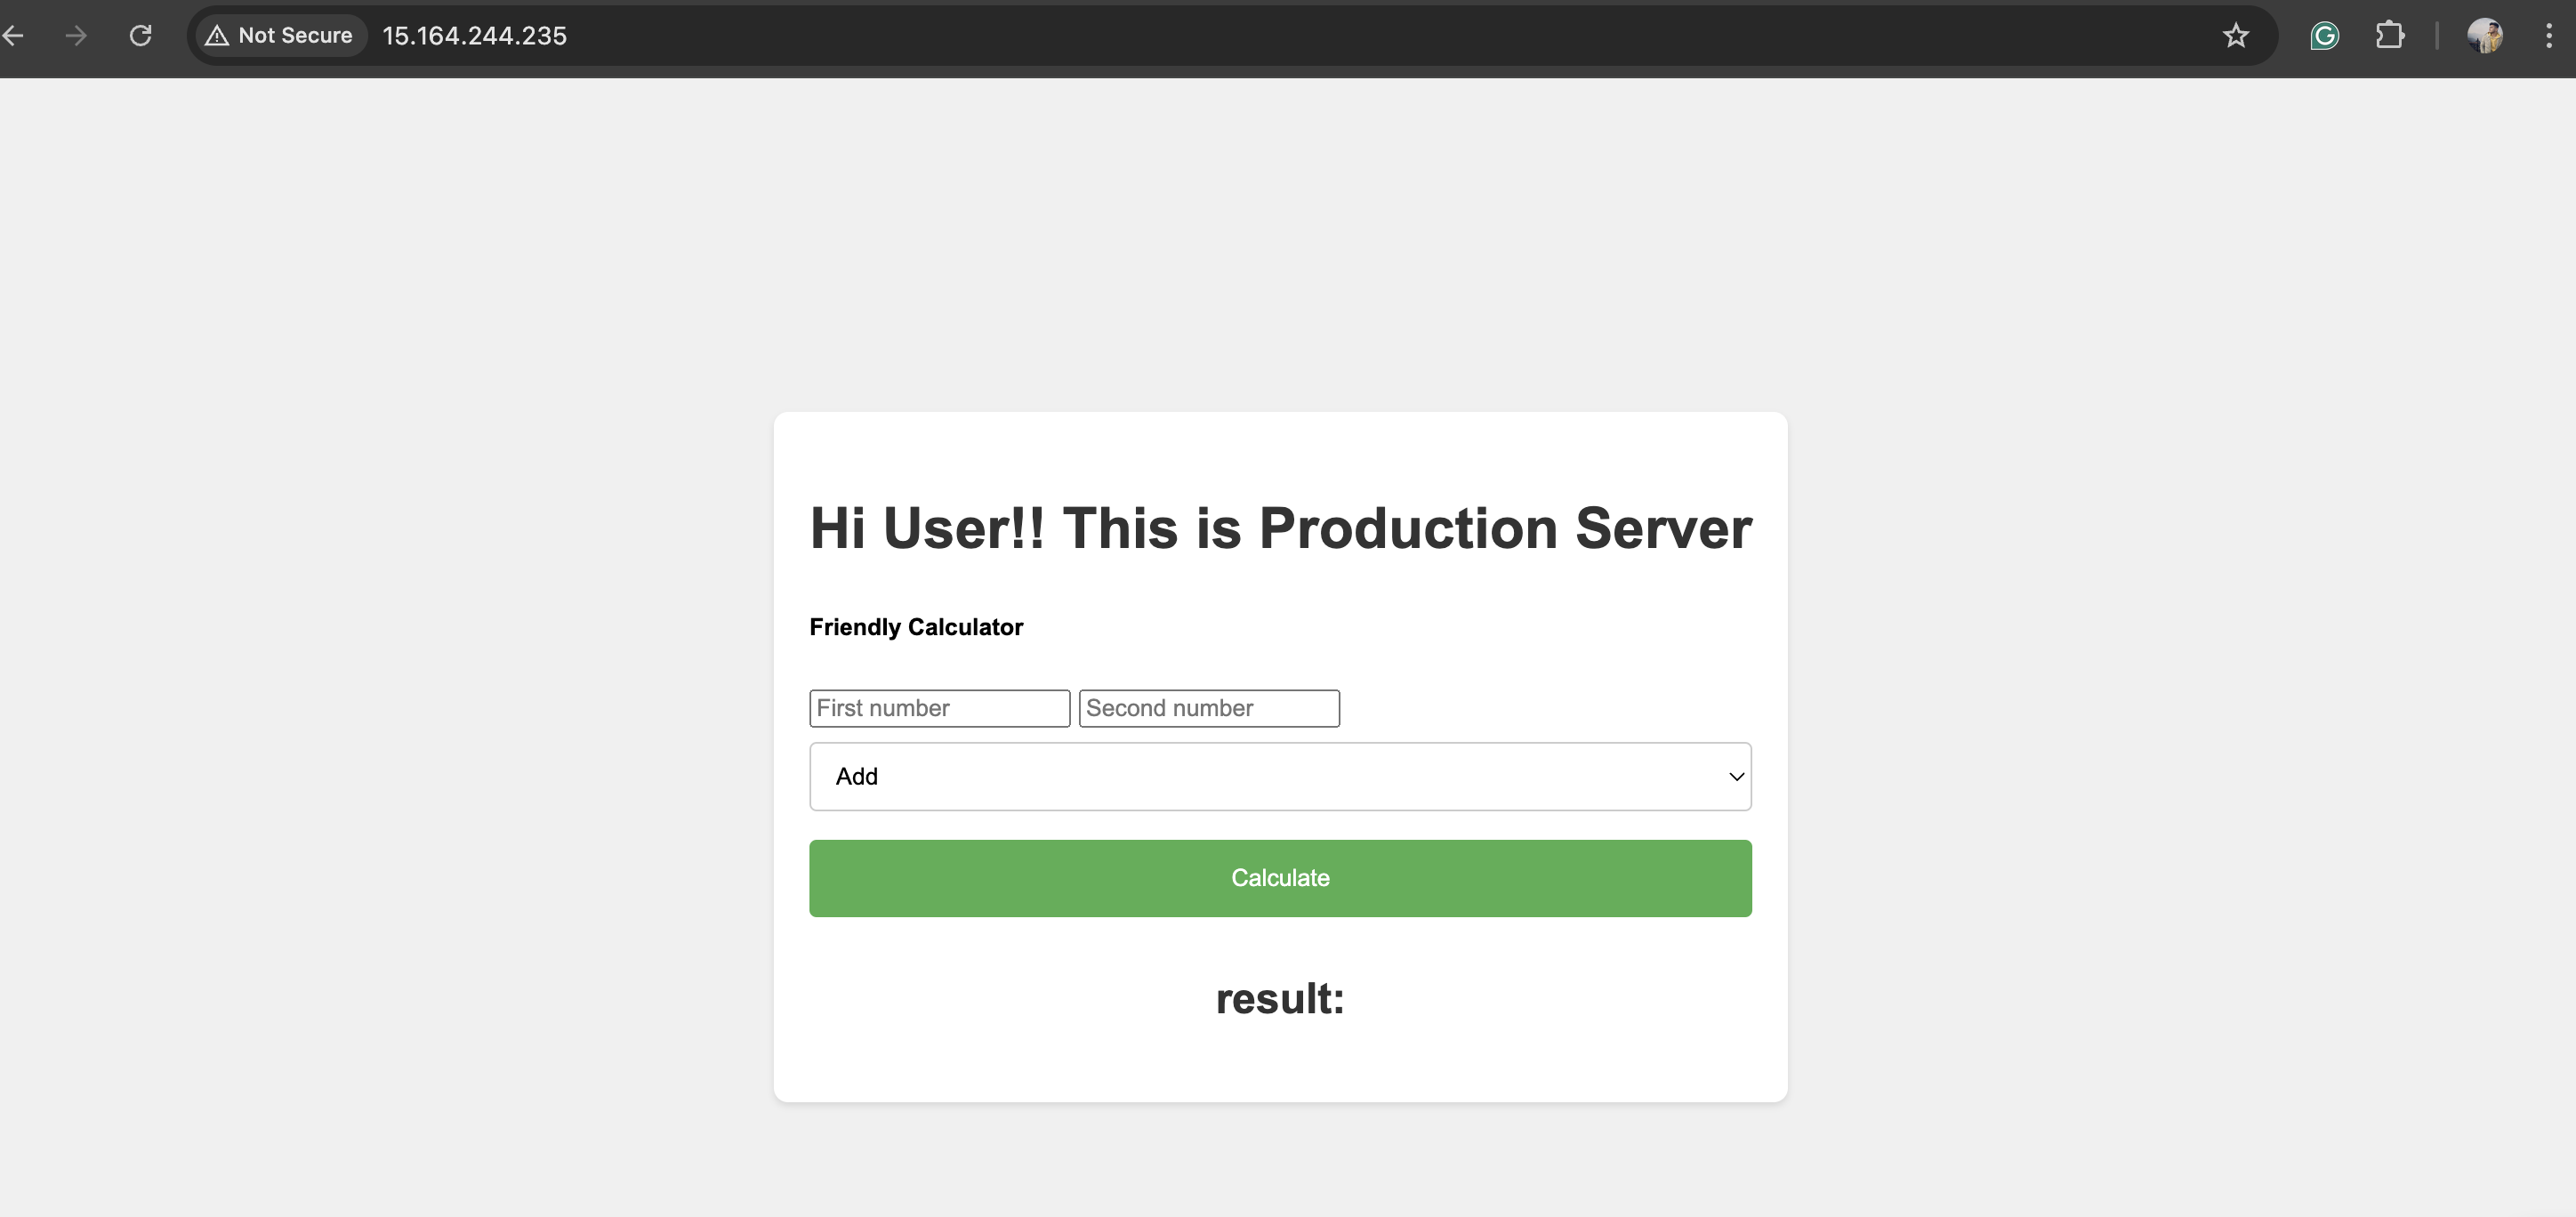 Not Secure 15.164.244.235
Hi User!! This is Production Server
Friendly Calculator
First number Second number
Add
Calculate
result: